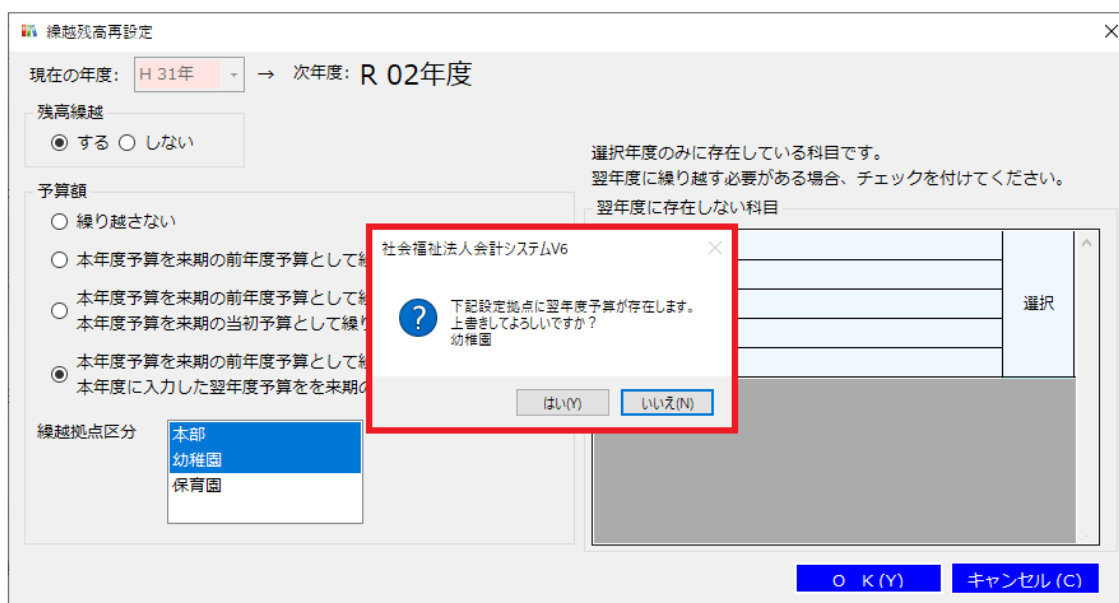 繰越残高再設定
現在の年度: H 31年 → 次年度: R 02年度
残高繰越
する しない
予算額
繰り越さない
本年度予算を来期の前年度予算として
本年度予算を来期の前年度予算として
本年度予算を来期の当初予算として繰り
本年度予算を来期の前年度予算として
本年度に入力した翌年度予算をを来期の
繰越拠点区分
本部
幼稚園
保育園
選択年度のみに存在している科目です。
翌年度に繰り越す必要がある場合、チェックを付けてください。
翌年度に存在しない科目
選択
社会福祉法人会計システムV6
下記設定拠点に翌年度予算が存在します。
上書きしてよろしいですか？
幼稚園
はい(Y) いいえ(N)
O K(Y) キャンセル(C)